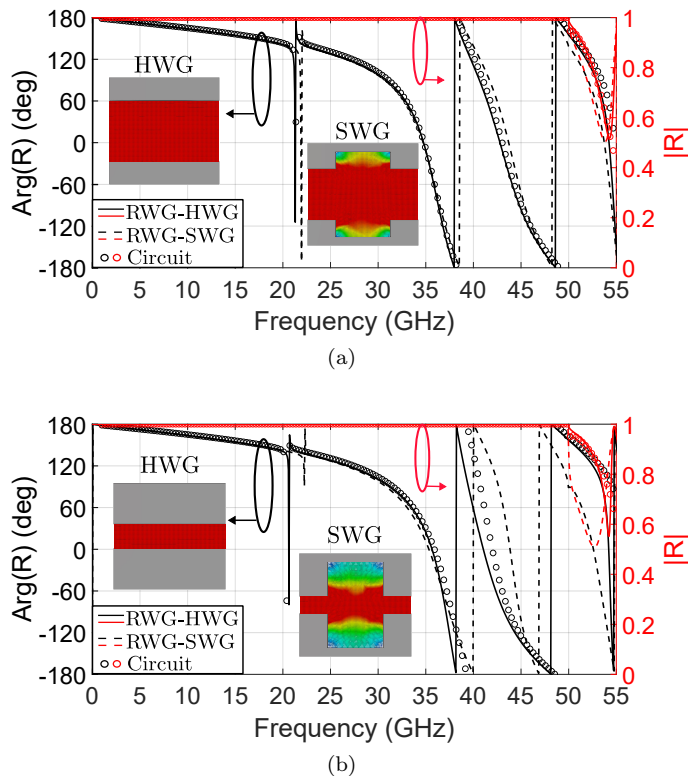 180
120
60
0
-60
-120
-180
Arg(R) (deg)
HWG
SWG
RWG-HWG
RWG-SWG
Circuit
1
0.8
0.6
0.4
0.2
0
|R|
0 5 10 15 20 25 30 35 40 45 50 55
Frequency (GHz)
(a)
180
120
60
0
-60
-120
-180
Arg(R) (deg)
HWG
SWG
RWG-HWG
RWG-SWG
Circuit
1
0.8
0.6
0.4
0.2
0
|R|
0 5 10 15 20 25 30 35 40 45 50 55
Frequency (GHz)
(b)